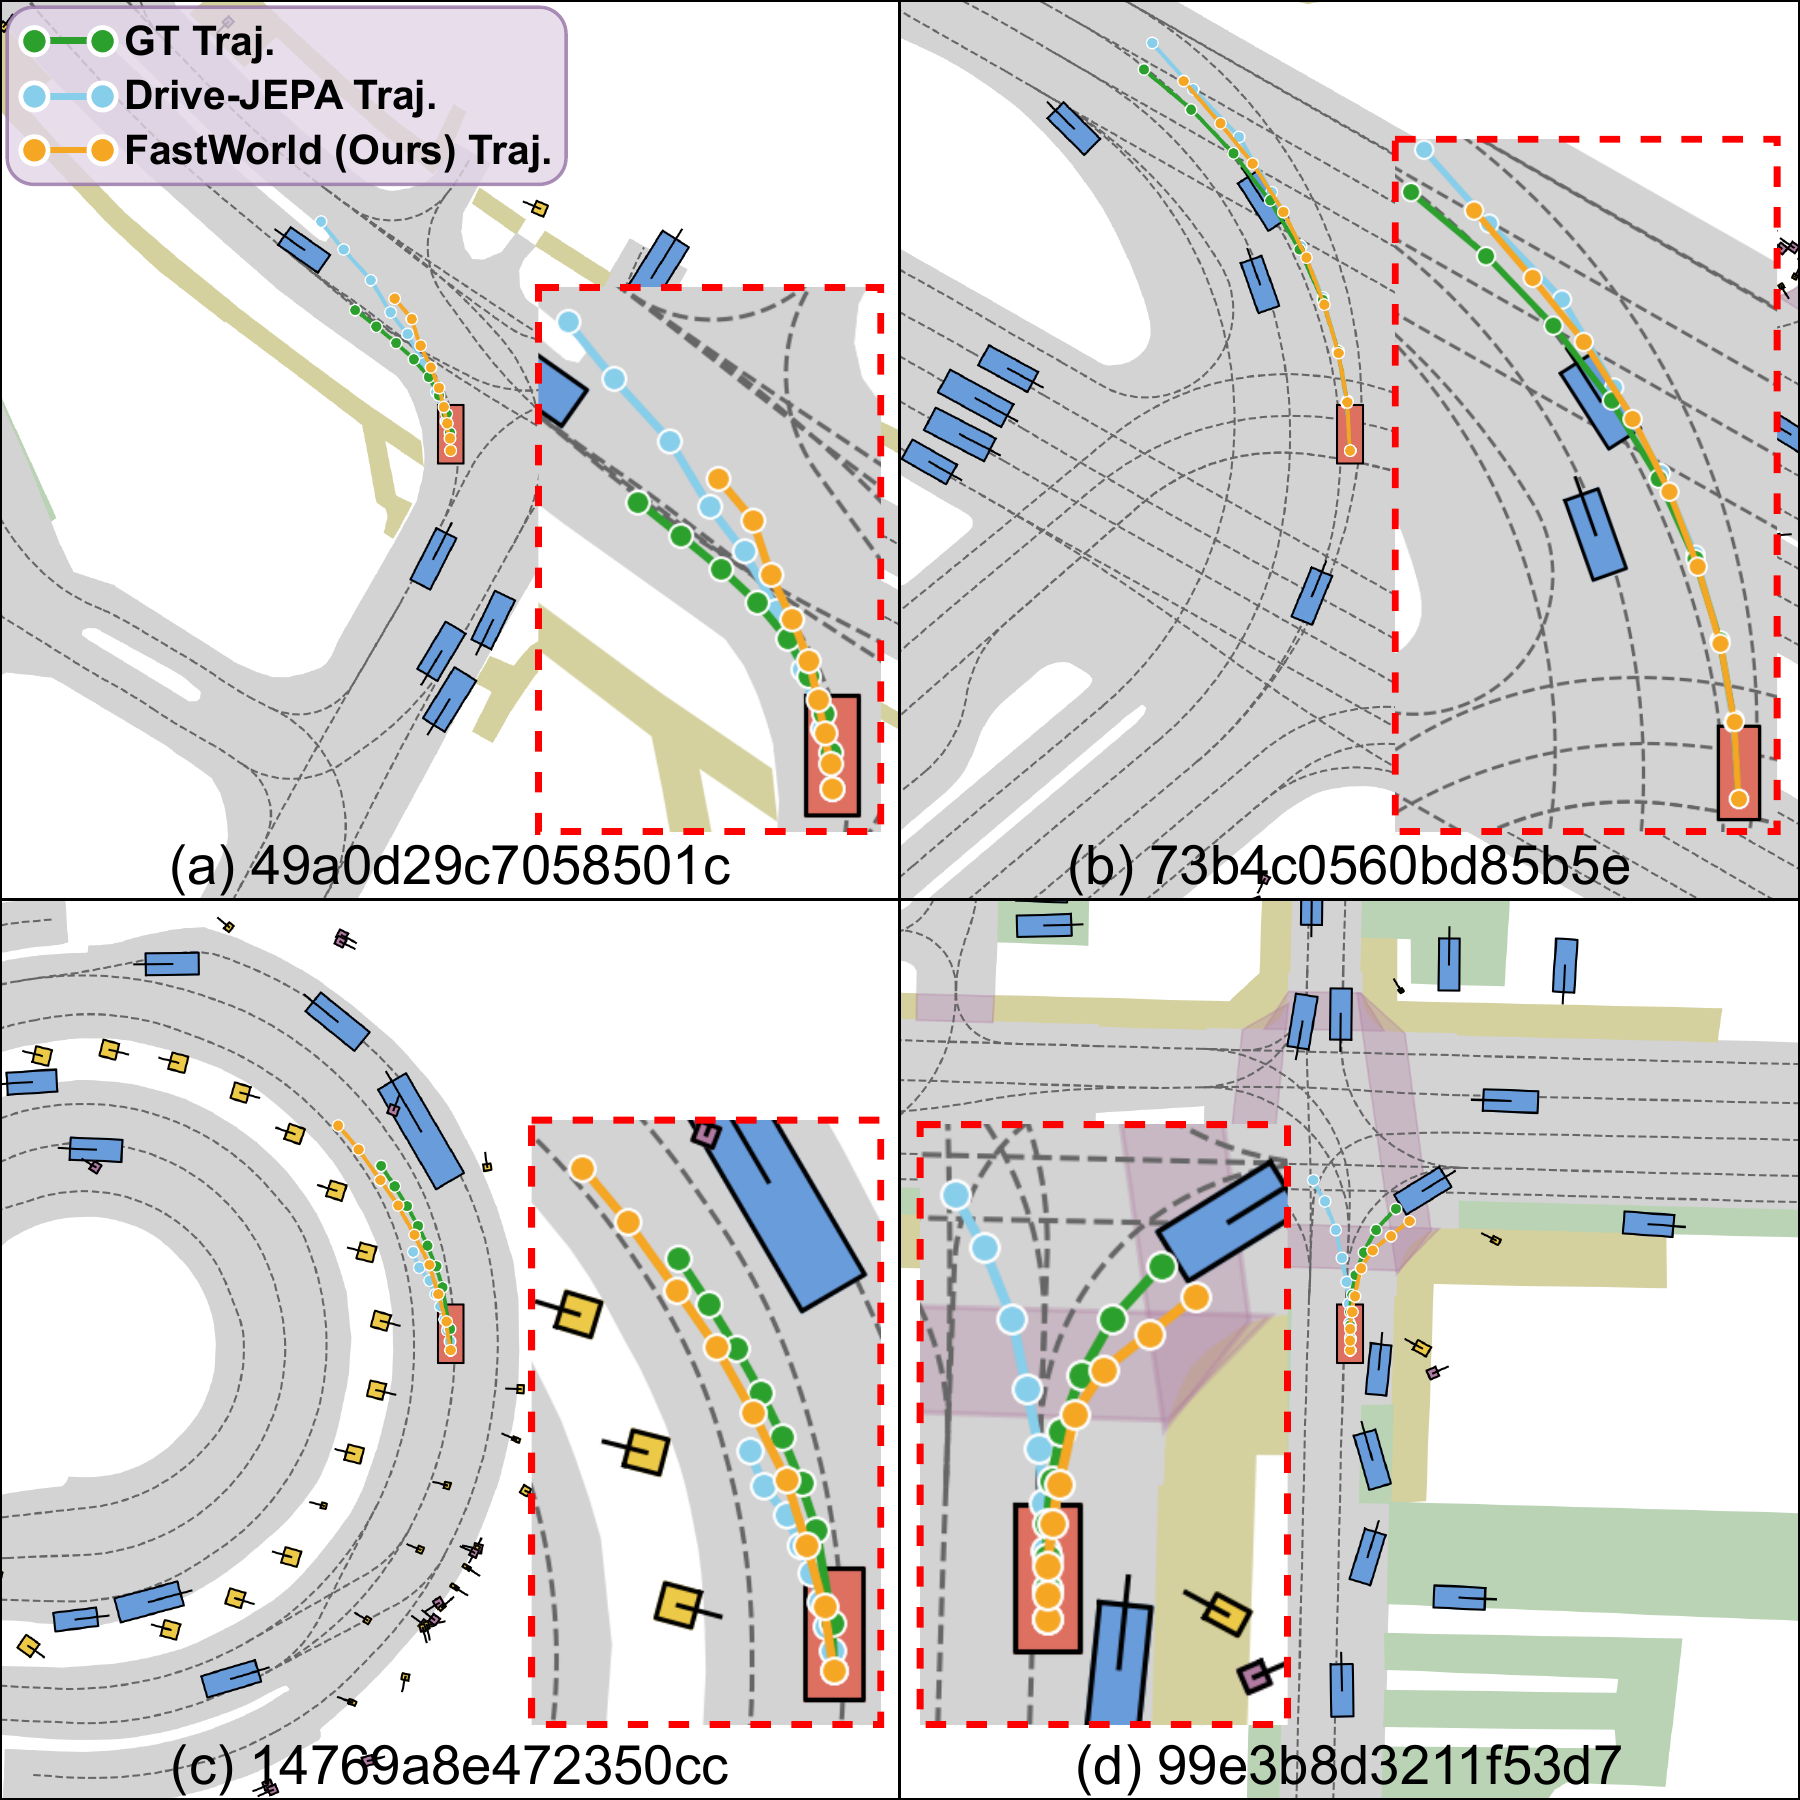 GT Traj.
Drive-JEPA Traj.
FastWorld (Ours) Traj.
(a) 49a0d29c7058501c
(b) 73b4c0560bd85b5e
(c) 14769a8e472350cc
(d) 99e3b8d3211f53d7